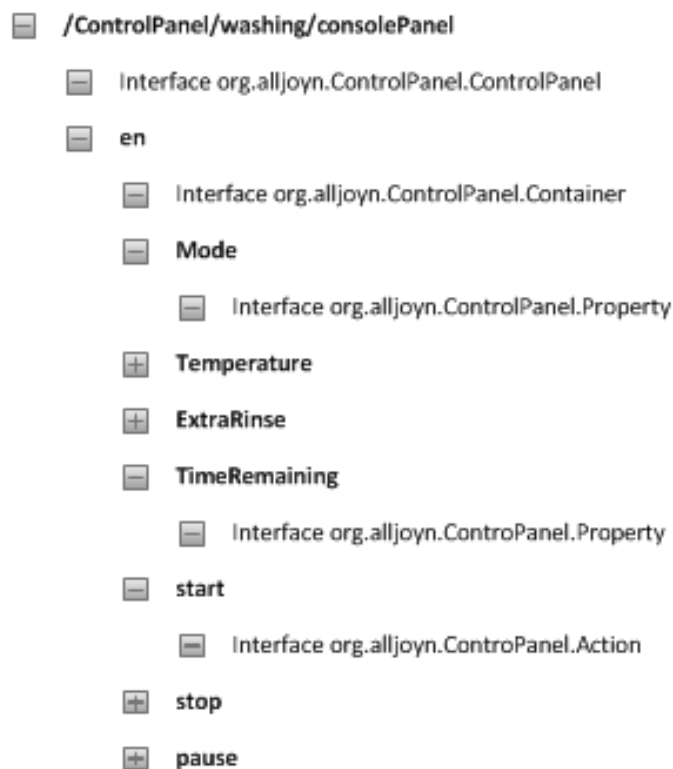 /ControlPanel/washing/consolePanel
Interface org.alljoyn.ControlPanel.ControlPanel
en
Interface org.alljoyn.ControlPanel.Container
Mode
Interface org.alljoyn.ControlPanel.Property
Temperature
ExtraRinse
TimeRemaining
Interface org.alljoyn.ControPanel.Property
start
Interface org.alljoyn.ControPanel.Action
stop
pause